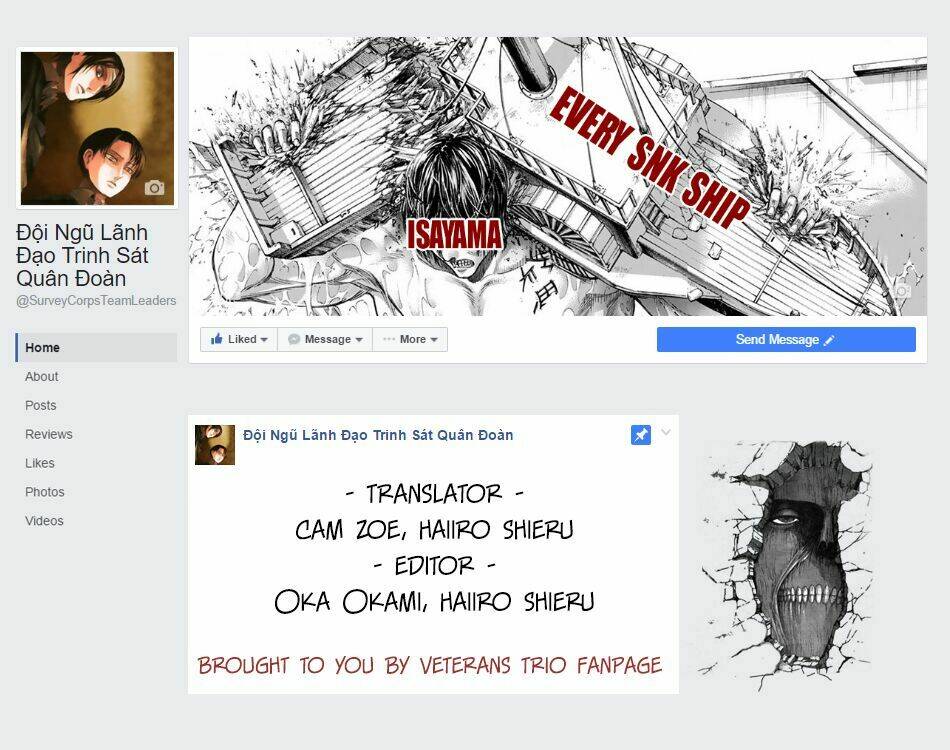 EVERY SNK SHIP
ISAYAMA
Đội Ngũ Lãnh
Đạo Trinh Sát
Quân Đoàn
@SurveyCorpsTeamLeaders
Liked
Message
More
Send Message
Home
About
Posts
Reviews
Likes
Photos
Videos
Đội Ngũ Lãnh Đạo Trinh Sát Quân Đoàn
- TRANSLATOR -
CAM ZOE, HAIIRO SHIERU
- EDITOR -
OKA OKAMI, HAIIRO SHIERU
BROUGHT TO YOU BY VETERANS TRIO FANPAGE